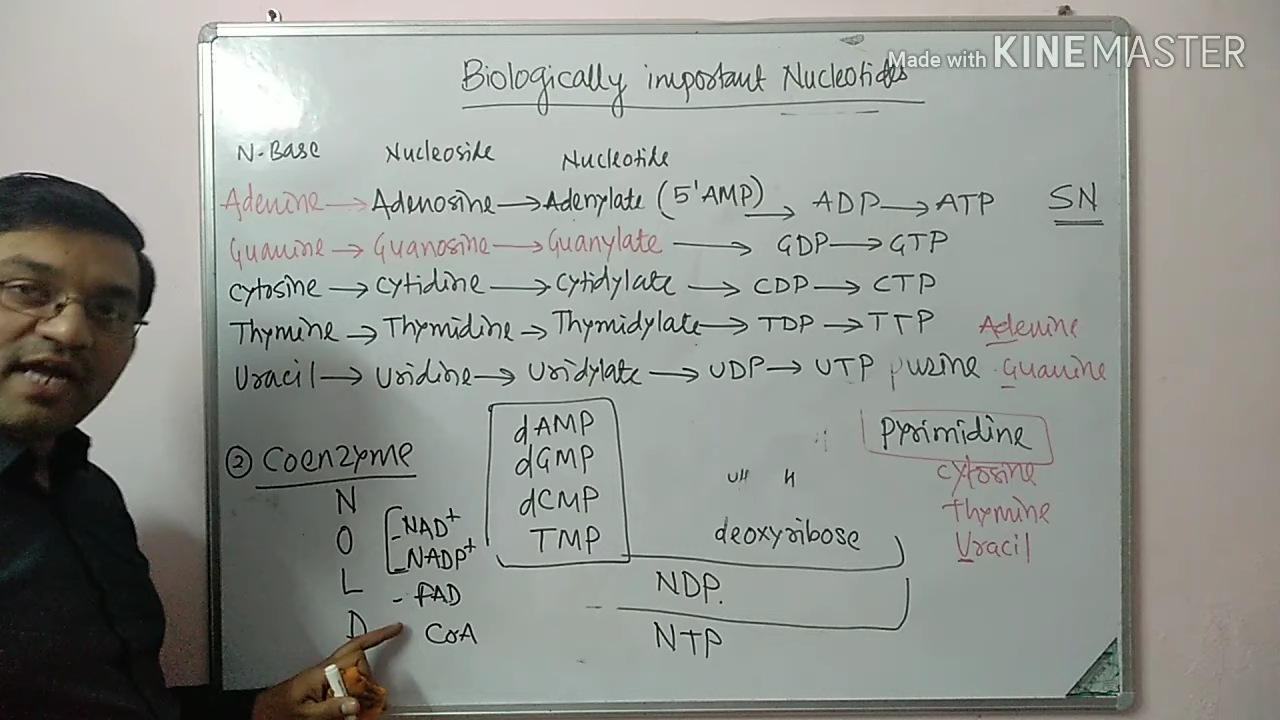 Made with KINEMASTER
Biologically important Nucleotides
N-Base Nucleoside Nucleotide
Adenine → Adenosine → Adenylate (5'AMP) → ADP → ATP SN
Guanine → Guanosine → Guanylate → GDP → GTP
Cytosine → Cytidine → Cytidylate → CDP → CTP
Thymine → Thymidine → Thymidylate → TDP → TTP Adenine
Uracil → Uridine → Uridylate → UDP → UTP purine Guanine
② Coenzyme
N
O
L
D
- NAD+
- NADP+
- FAD
CoA
dAMP
dGMP
dCMP
TMP
deoxyribose
NDP.
NTP
Pyrimidine
Cytosine
Thymine
Uracil